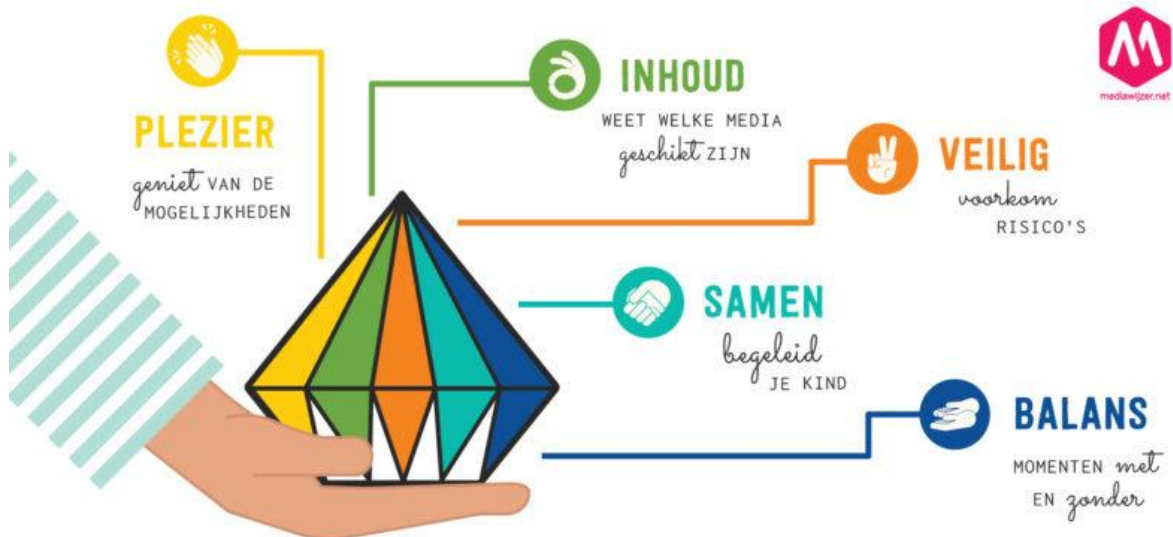 PLEZIER
geniet VAN DE
MOGELIJKHEDEN
INHOUD
WEET WELKE MEDIA
geschikt ZIJN
mediawijzer.net
VEILIG
voorkom
RISICO'S
SAMEN
begeleid
JE KIND
BALANS
MOMENTEN met
EN zonder